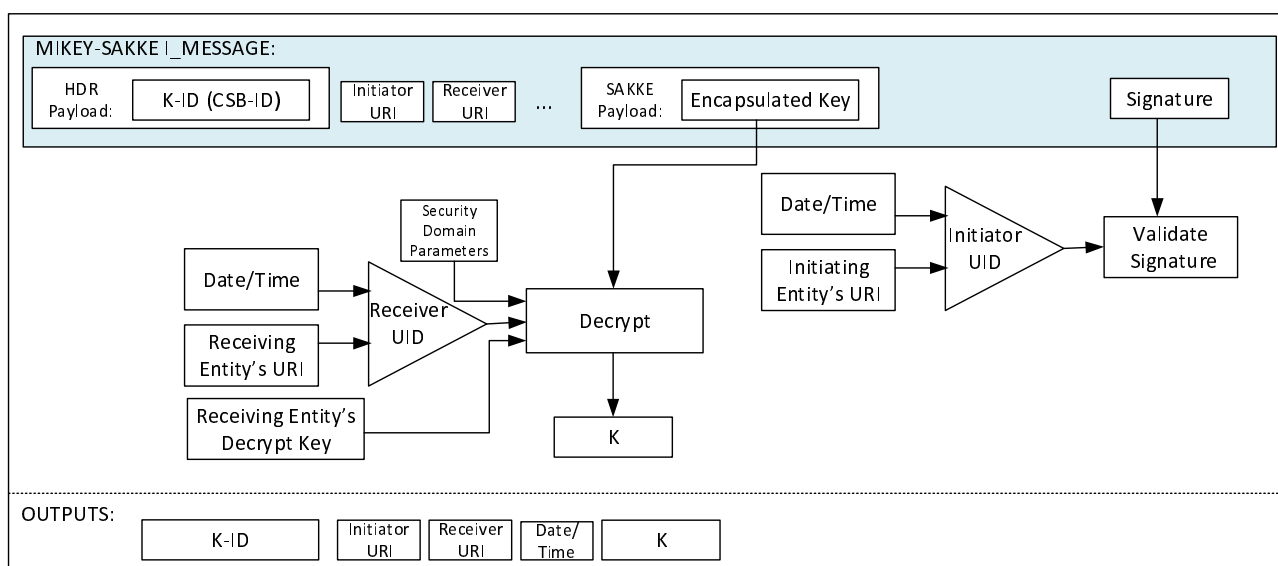 MIKEY-SAKKE I_MESSAGE:
HDR
Payload:
K-ID (CSB-ID)
Initiator
URI
Receiver
URI
...
SAKKE
Payload:
Encapsulated Key
Signature
Date/Time
Initiating
Entity's URI
Initiator
UID
Validate
Signature
Security
Domain
Parameters
Date/Time
Receiving
Entity's URI
Receiver
UID
Decrypt
Receiving Entity's
Decrypt Key
K
OUTPUTS:
K-ID
Initiator
URI
Receiver
URI
Date/
Time
K